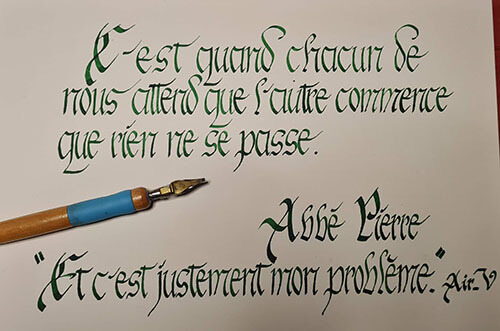 C-est quand chacun de
nous attend que l'autre commence
que rien ne se passe.
Abbé Pierre
"Et c-est justement mon problème." Air-V